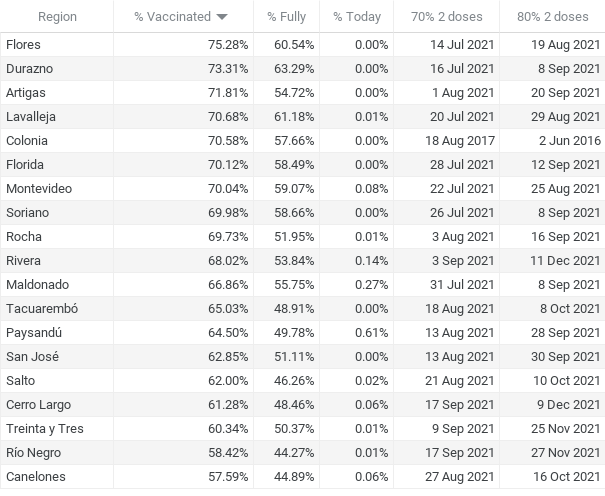 Region % Vaccinated % Fully % Today 70% 2 doses 80% 2 doses
Flores 75.28% 60.54% 0.00% 14 Jul 2021 19 Aug 2021
Durazno 73.31% 63.29% 0.00% 16 Jul 2021 8 Sep 2021
Artigas 71.81% 54.72% 0.00% 1 Aug 2021 20 Sep 2021
Lavalleja 70.68% 61.18% 0.01% 20 Jul 2021 29 Aug 2021
Colonia 70.58% 57.66% 0.00% 18 Aug 2017 2 Jun 2016
Florida 70.12% 58.49% 0.00% 28 Jul 2021 12 Sep 2021
Montevideo 70.04% 59.07% 0.08% 22 Jul 2021 25 Aug 2021
Soriano 69.98% 58.66% 0.00% 26 Jul 2021 8 Sep 2021
Rocha 69.73% 51.95% 0.01% 3 Aug 2021 16 Sep 2021
Rivera 68.02% 53.84% 0.14% 3 Sep 2021 11 Dec 2021
Maldonado 66.86% 55.75% 0.27% 31 Jul 2021 8 Sep 2021
Tacuarembó 65.03% 48.91% 0.00% 18 Aug 2021 8 Oct 2021
Paysandú 64.50% 49.78% 0.61% 13 Aug 2021 28 Sep 2021
San José 62.85% 51.11% 0.00% 13 Aug 2021 30 Sep 2021
Salto 62.00% 46.26% 0.02% 21 Aug 2021 10 Oct 2021
Cerro Largo 61.28% 48.46% 0.06% 17 Sep 2021 9 Dec 2021
Treinta y Tres 60.34% 50.37% 0.01% 9 Sep 2021 25 Nov 2021
Río Negro 58.42% 44.27% 0.01% 17 Sep 2021 27 Nov 2021
Canelones 57.59% 44.89% 0.06% 27 Aug 2021 16 Oct 2021